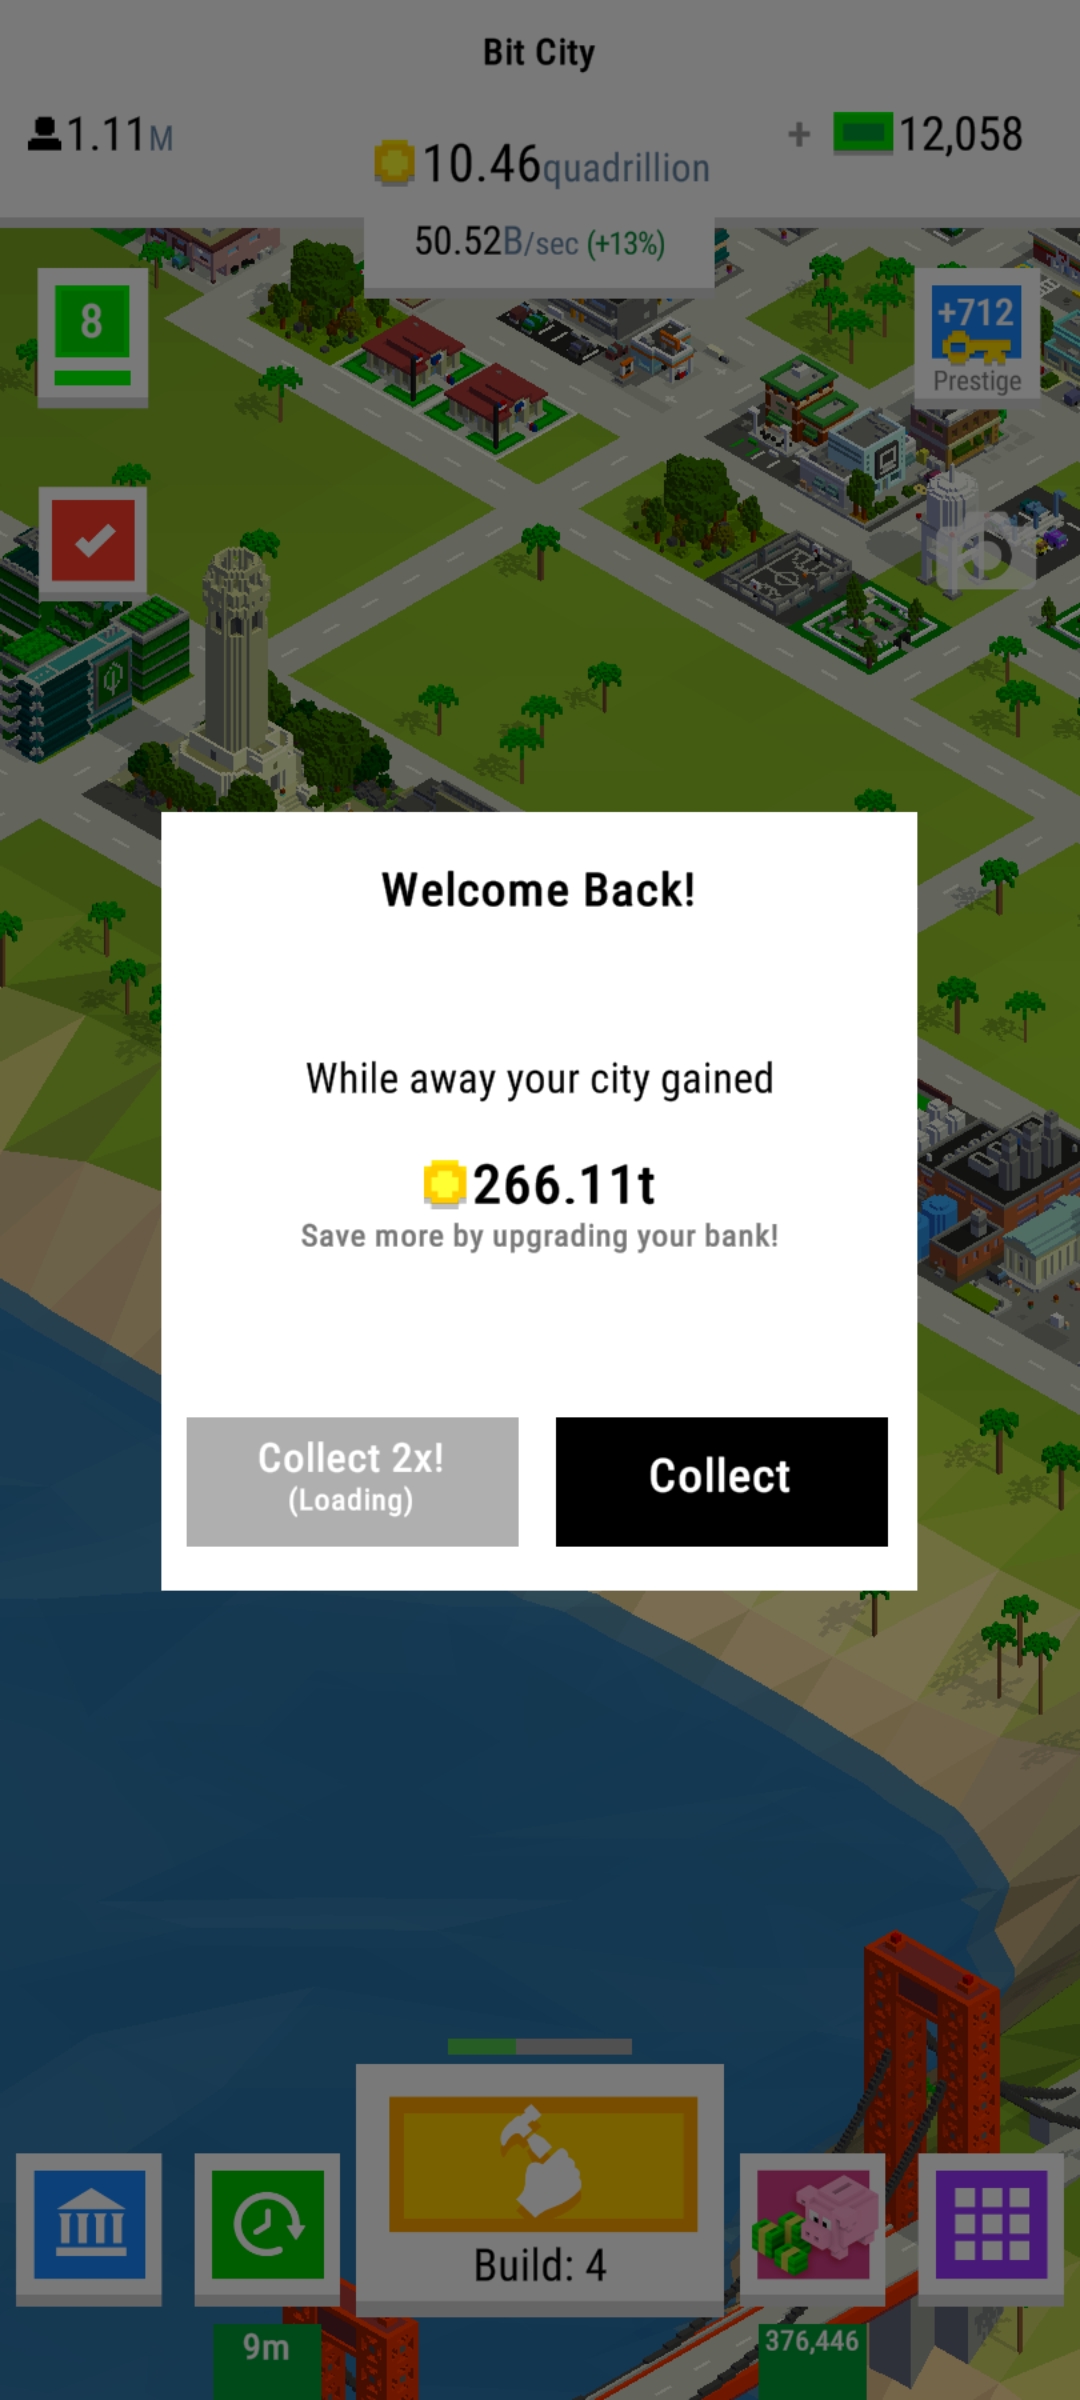 Bit City
1.11M
10.46quadrillion
+ 12,058
50.52B/sec (+13%)
8
+712
Prestige
Welcome Back!
While away your city gained
266.11t
Save more by upgrading your bank!
Collect 2x!
(Loading)
Collect
Build: 4
9m
376,446